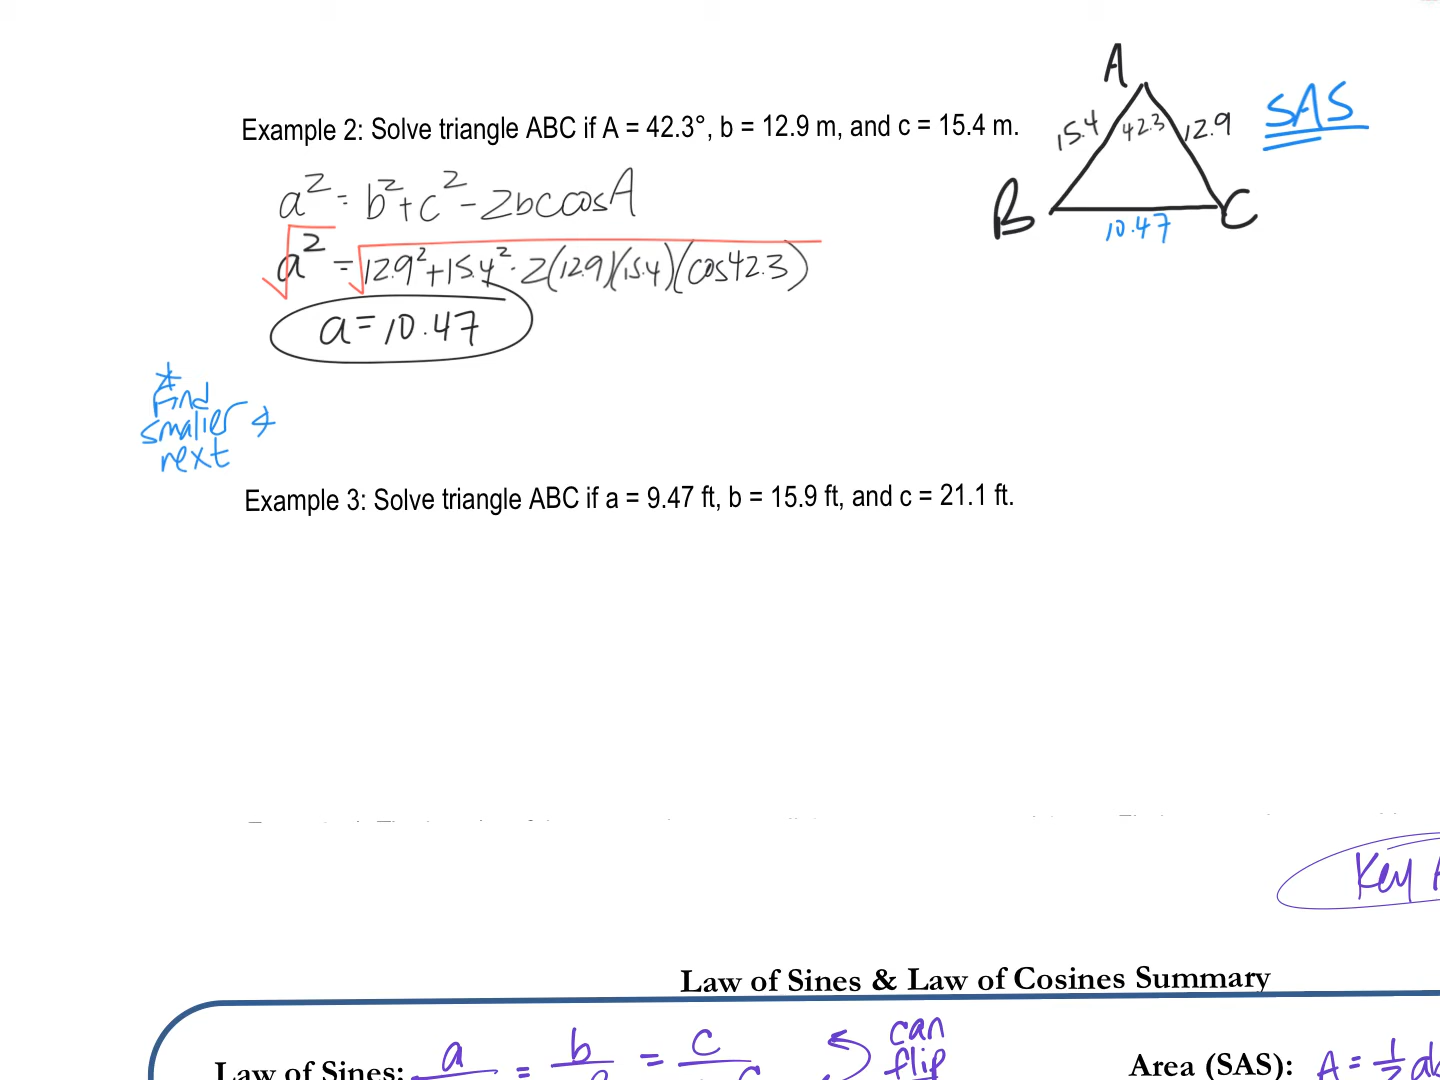 A
SAS
15.4
42.3
12.9
Example 2: Solve triangle ABC if A = 42.3°, b = 12.9 m, and c = 15.4 m.
a² = b² + c² - 2bc cos A
B
C
10.47
√a² = √12.9² + 15.4² - 2(12.9)(15.4)(cos 42.3)
a = 10.47
*
Find
smaller ∡
next
Example 3: Solve triangle ABC if a = 9.47 ft, b = 15.9 ft, and c = 21.1 ft.
Key
Law of Sines & Law of Cosines Summary
can
flip
Law of Sines: a = b = c
Area (SAS): A = ½ab